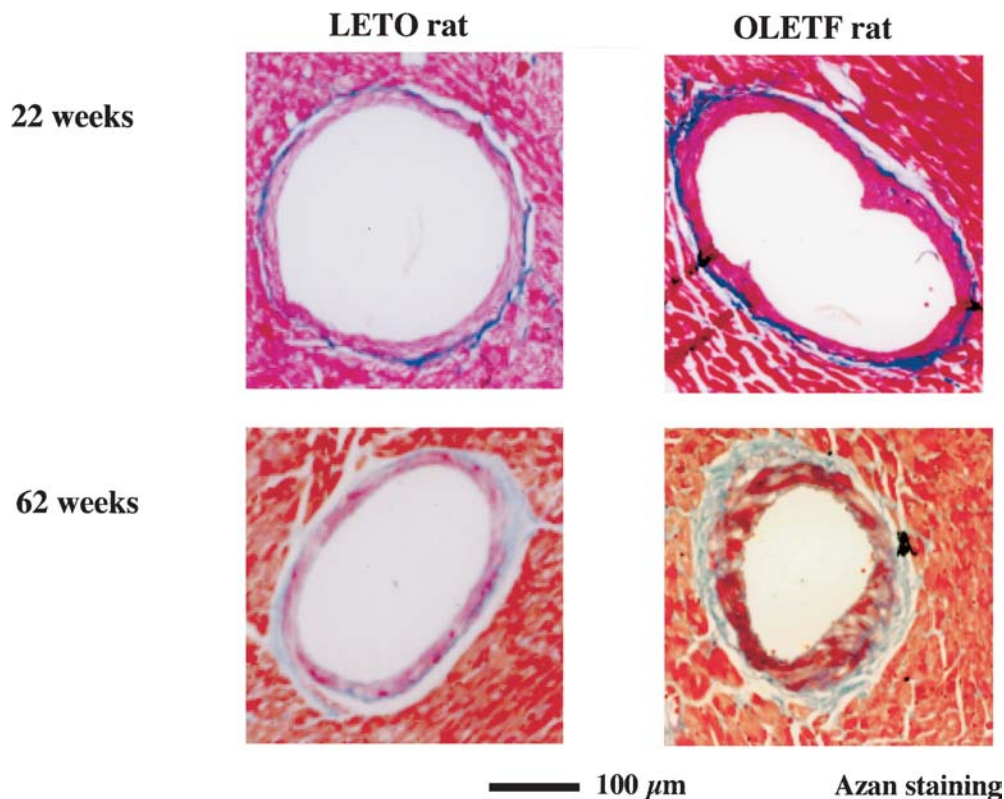 LETO rat
OLETF rat
22 weeks
62 weeks
100 μm
Azan staining